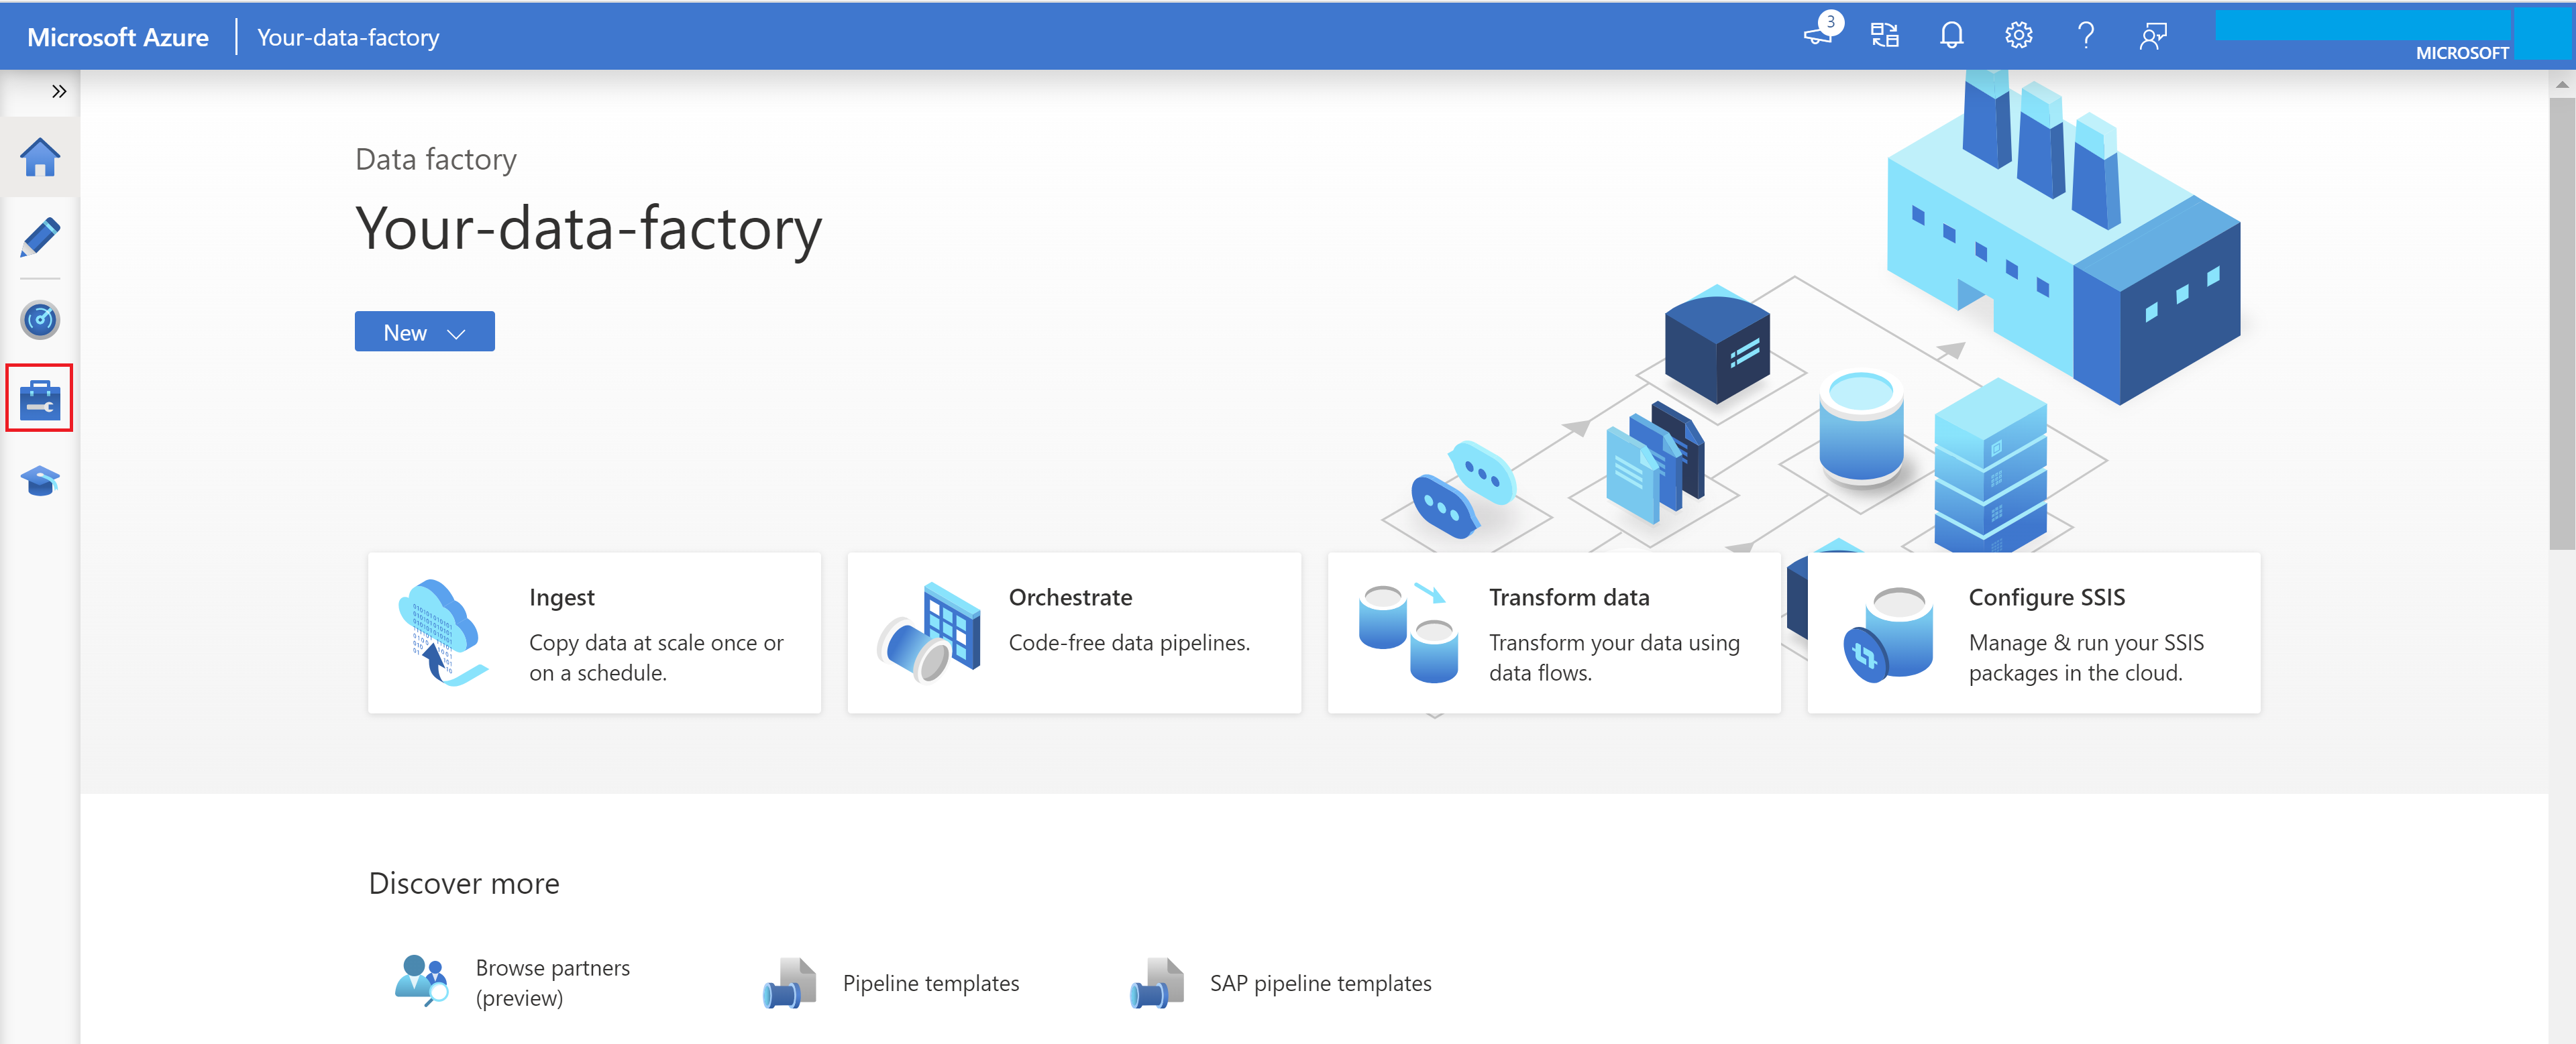 Microsoft Azure
Your-data-factory
3
MICROSOFT
Data factory
Your-data-factory
New
Ingest
Copy data at scale once or
on a schedule.
Orchestrate
Code-free data pipelines.
Transform data
Transform your data using
data flows.
Configure SSIS
Manage & run your SSIS
packages in the cloud.
Discover more
Browse partners
(preview)
Pipeline templates
SAP pipeline templates